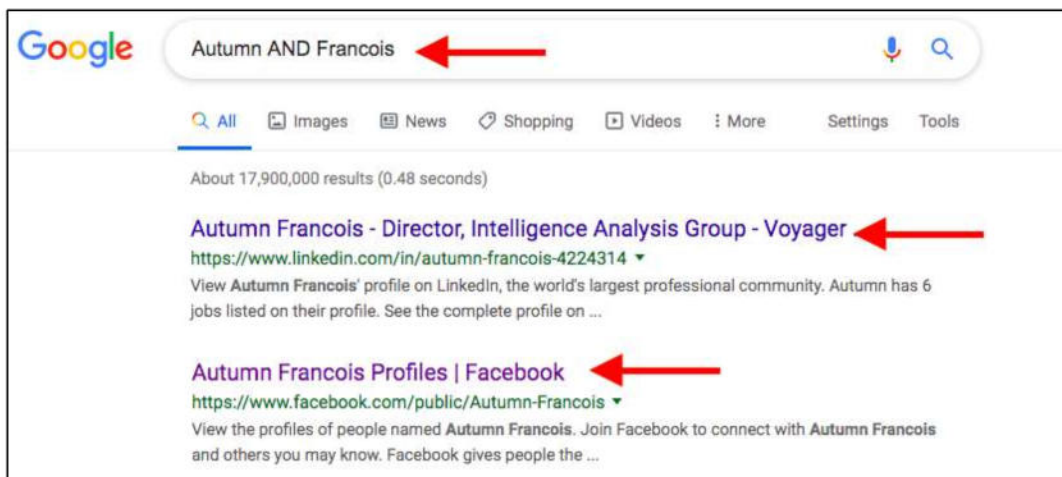 Google
Autumn AND Francois
All Images News Shopping Videos More Settings Tools
About 17,900,000 results (0.48 seconds)
Autumn Francois - Director, Intelligence Analysis Group - Voyager
https://www.linkedin.com/in/autumn-francois-4224314
View Autumn Francois' profile on LinkedIn, the world's largest professional community. Autumn has 6
jobs listed on their profile. See the complete profile on ...
Autumn Francois Profiles | Facebook
https://www.facebook.com/public/Autumn-Francois
View the profiles of people named Autumn Francois. Join Facebook to connect with Autumn Francois
and others you may know. Facebook gives people the ...